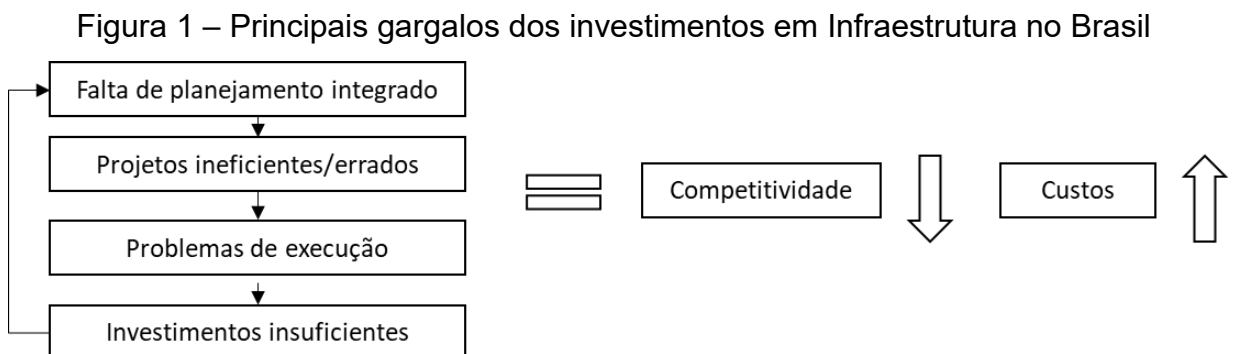 Figura 1 – Principais gargalos dos investimentos em Infraestrutura no Brasil
Falta de planejamento integrado
Projetos ineficientes/errados
Problemas de execução
Investimentos insuficientes
Competitividade
Custos